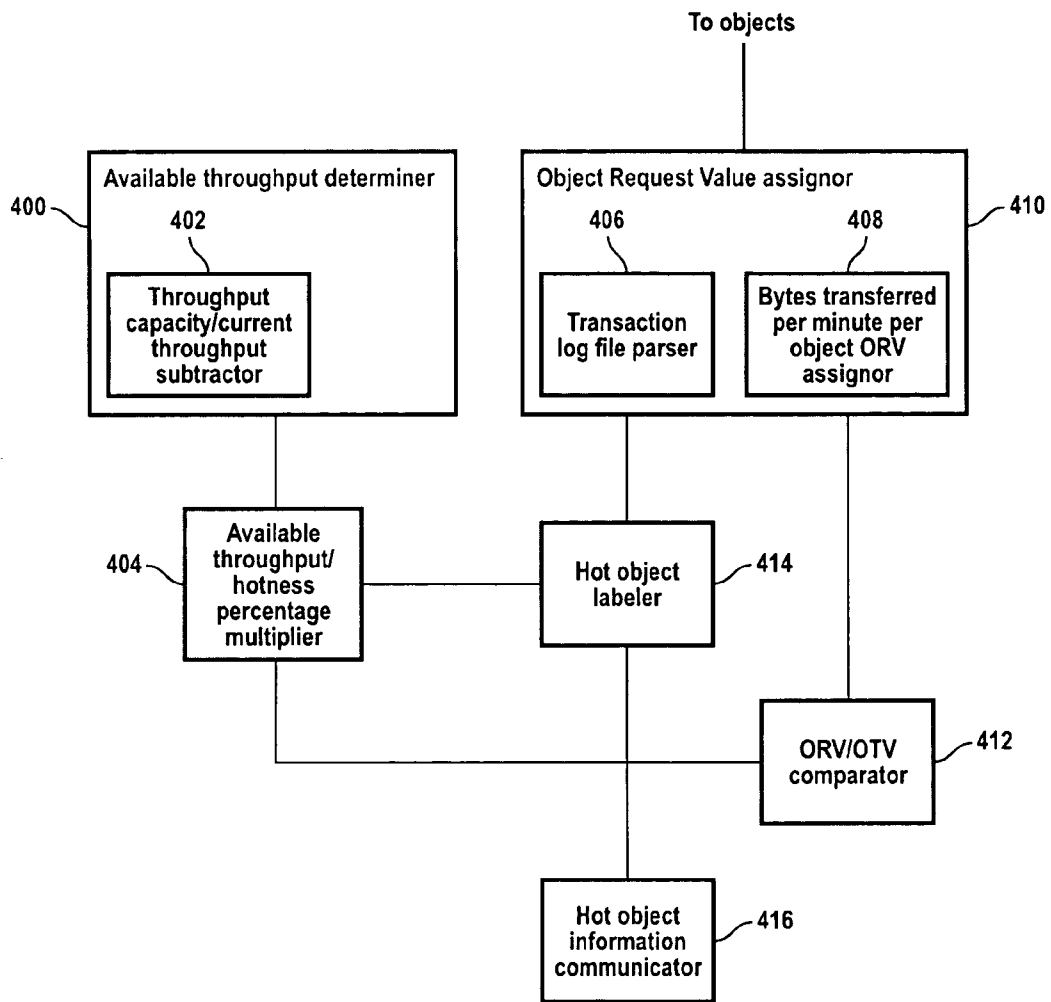 To objects
Available throughput determiner
Object Request Value assignor
400
402
406
408
410
Throughput
capacity/current
throughput
subtractor
Transaction
log file parser
Bytes transferred
per minute per
object ORV
assignor
404
Available
throughput/
hotness
percentage
multiplier
Hot object
labeler
414
ORV/OTV
comparator
412
Hot object
information
communicator
416